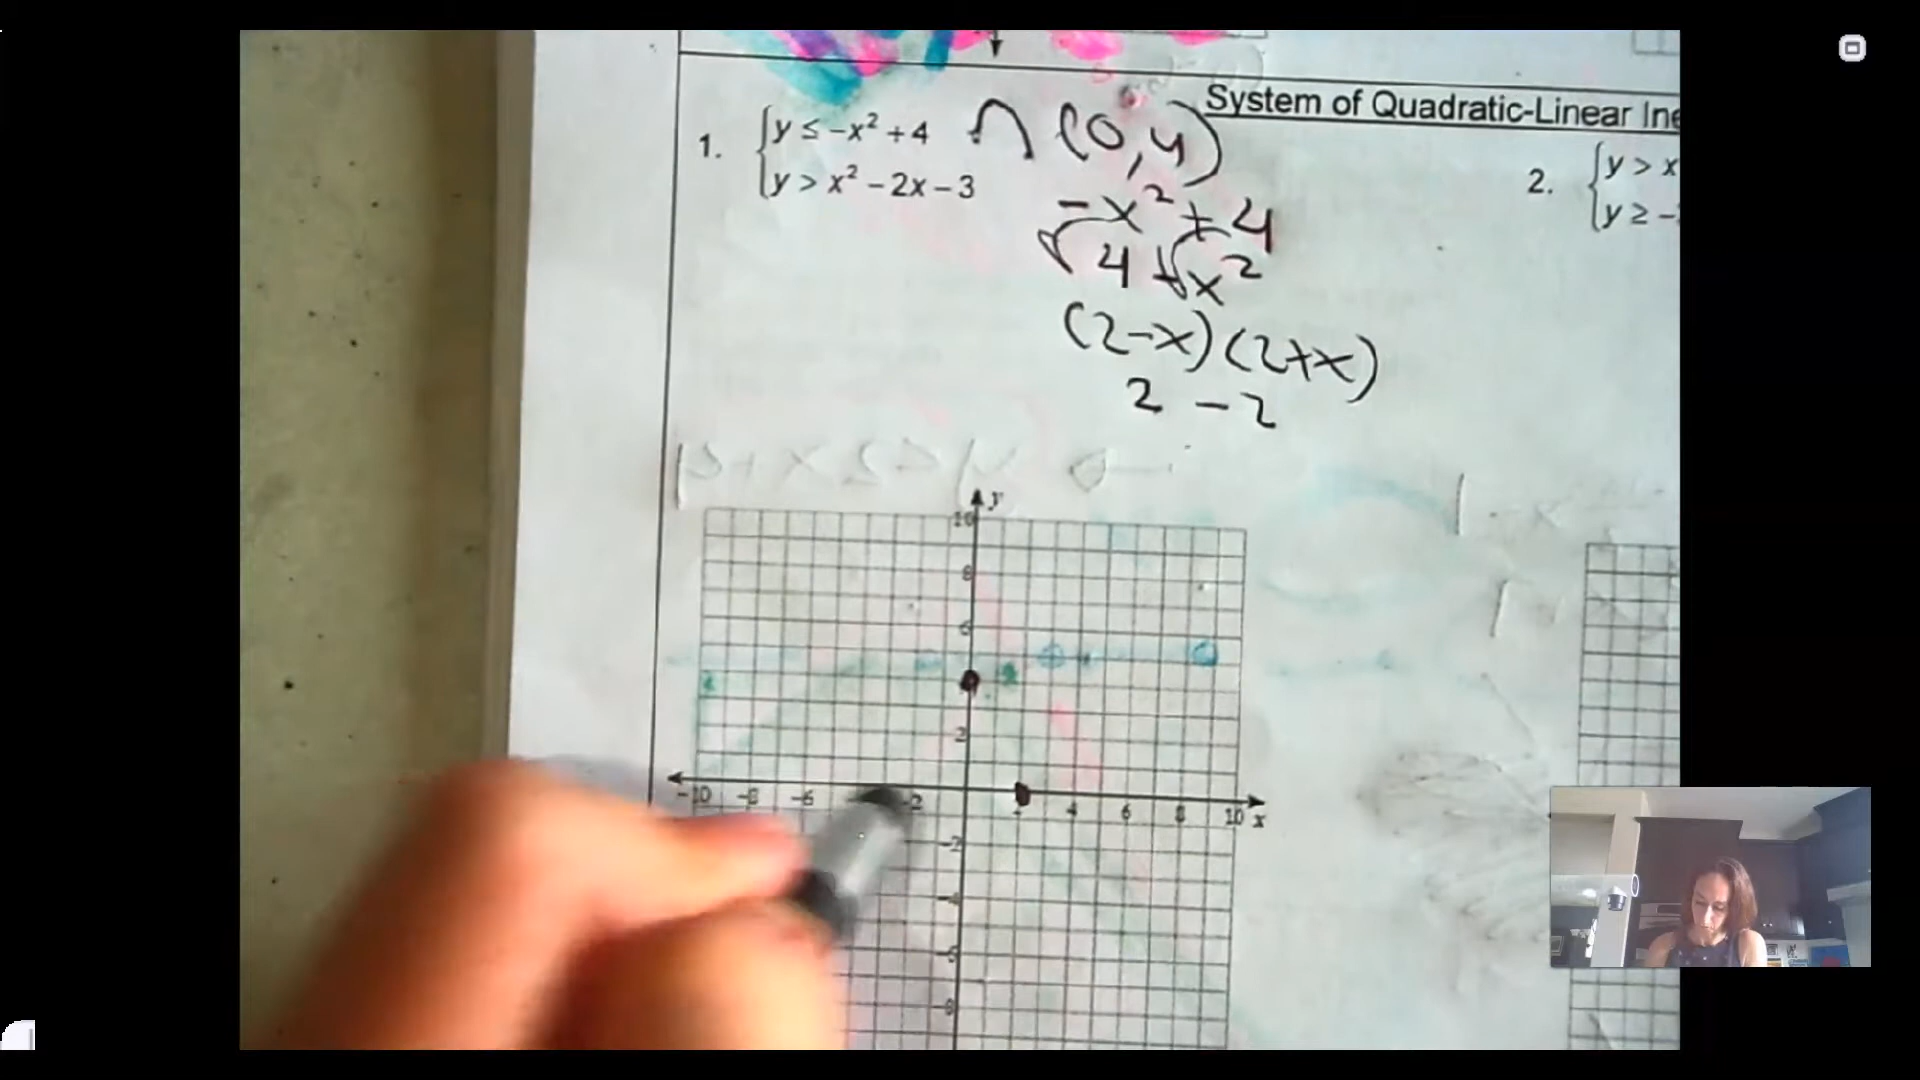 System of Quadratic-Linear Ine
1. y ≤ -x² + 4
(0,4)
y > x² - 2x - 3
-x² + 4
4 - x²
(2-x)(2+x)
2 -2
2. y > x
y ≥ -
y
10
8
6
2
-10 -8 -6 -2 4 6 8 10 x
-2
-4
-6
-8